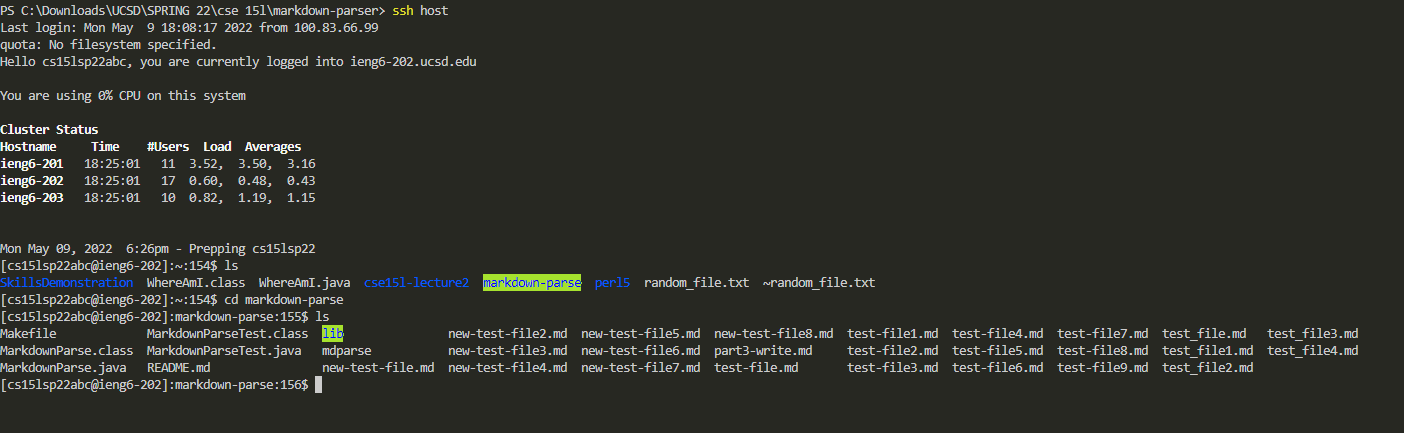 PS C:\Downloads\UCSD\SPRING 22\cse 15l\markdown-parser> ssh host
Last login: Mon May  9 18:08:17 2022 from 100.83.66.99
quota: No filesystem specified.
Hello cs15lsp22abc, you are currently logged into ieng6-202.ucsd.edu
You are using 0% CPU on this system
Cluster Status
Hostname     Time    #Users  Load  Averages
ieng6-201   18:25:01   11  3.52,  3.50,  3.16
ieng6-202   18:25:01   17  0.60,  0.48,  0.43
ieng6-203   18:25:01   10  0.82,  1.19,  1.15
Mon May 09, 2022  6:26pm - Prepping cs15lsp22
[cs15lsp22abc@ieng6-202]:~:154$ ls
SkillsDemonstration  WhereAmI.class  WhereAmI.java  cse15l-lecture2  markdown-parse  perl5  random_file.txt  ~random_file.txt
[cs15lsp22abc@ieng6-202]:~:154$ cd markdown-parse
[cs15lsp22abc@ieng6-202]:markdown-parse:155$ ls
Makefile             MarkdownParseTest.class  lib               new-test-file2.md  new-test-file5.md  new-test-file8.md  test-file1.md  test-file4.md  test-file7.md  test_file.md   test_file3.md
MarkdownParse.class  MarkdownParseTest.java   mdparse           new-test-file3.md  new-test-file6.md  part3-write.md     test-file2.md  test-file5.md  test-file8.md  test_file1.md  test_file4.md
MarkdownParse.java   README.md                new-test-file.md  new-test-file4.md  new-test-file7.md  test-file.md       test-file3.md  test-file6.md  test-file9.md  test_file2.md
[cs15lsp22abc@ieng6-202]:markdown-parse:156$